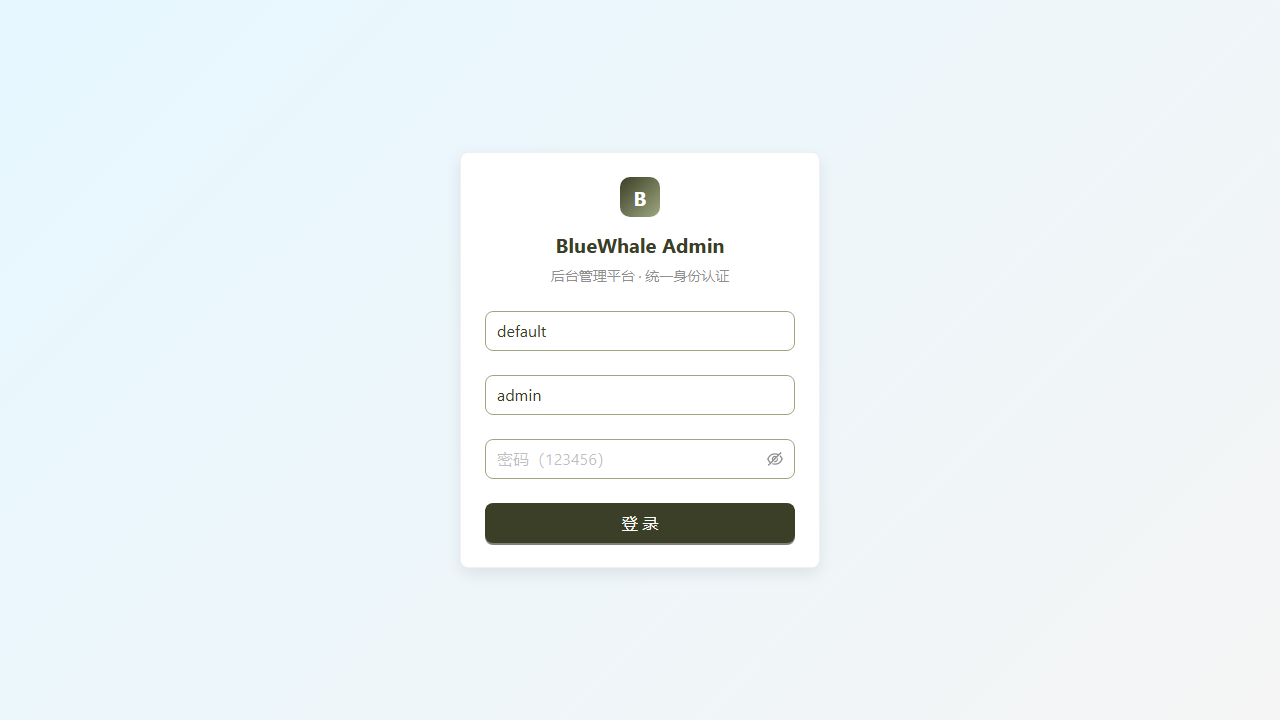 B
BlueWhale Admin
后台管理平台 · 统一身份认证
default
admin
密码（123456）
登 录